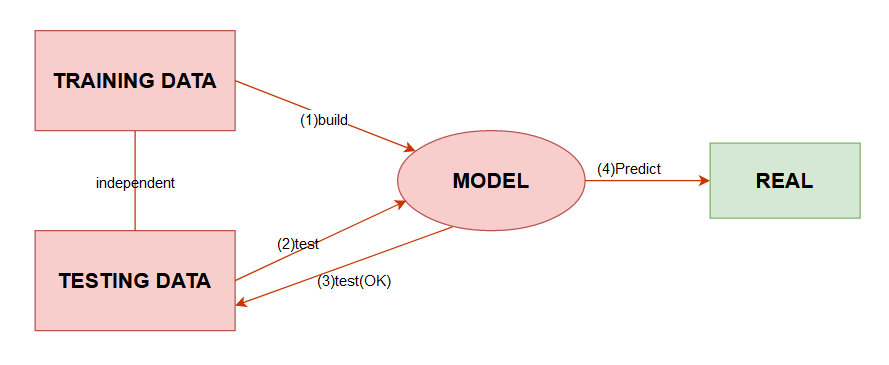 TRAINING DATA
(1)build
independent
MODEL
(4)Predict
REAL
(2)test
TESTING DATA
(3)test(OK)